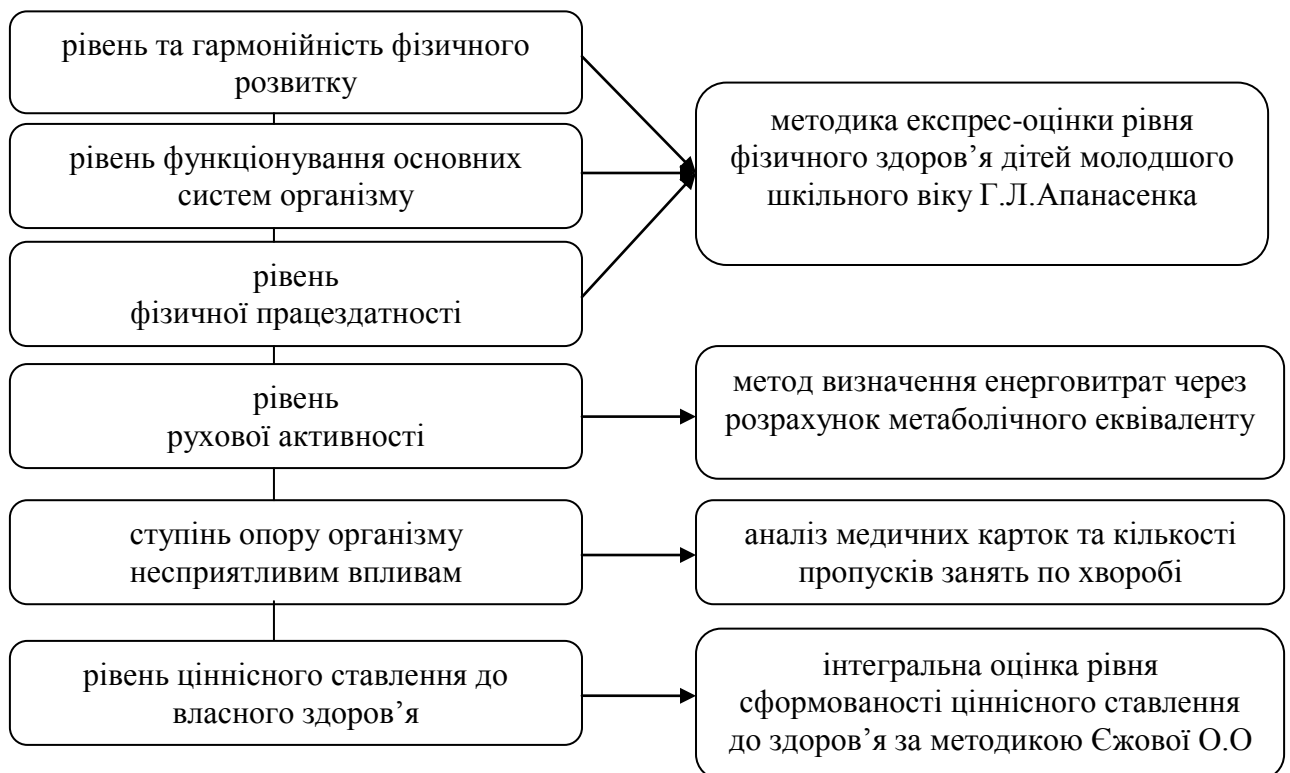 рівень та гармонійність фізичного
розвитку
рівень функціонування основних
систем організму
рівень
фізичної працездатності
рівень
рухової активності
ступінь опору організму
несприятливим впливам
рівень ціннісного ставлення до
власного здоров’я
методика експрес-оцінки рівня
фізичного здоров’я дітей молодшого
шкільного віку Г.Л.Апанасенка
метод визначення енерговитрат через
розрахунок метаболічного еквіваленту
аналіз медичних карток та кількості
пропусків занять по хворобі
інтегральна оцінка рівня
сформованості ціннісного ставлення
до здоров’я за методикою Єжової О.О